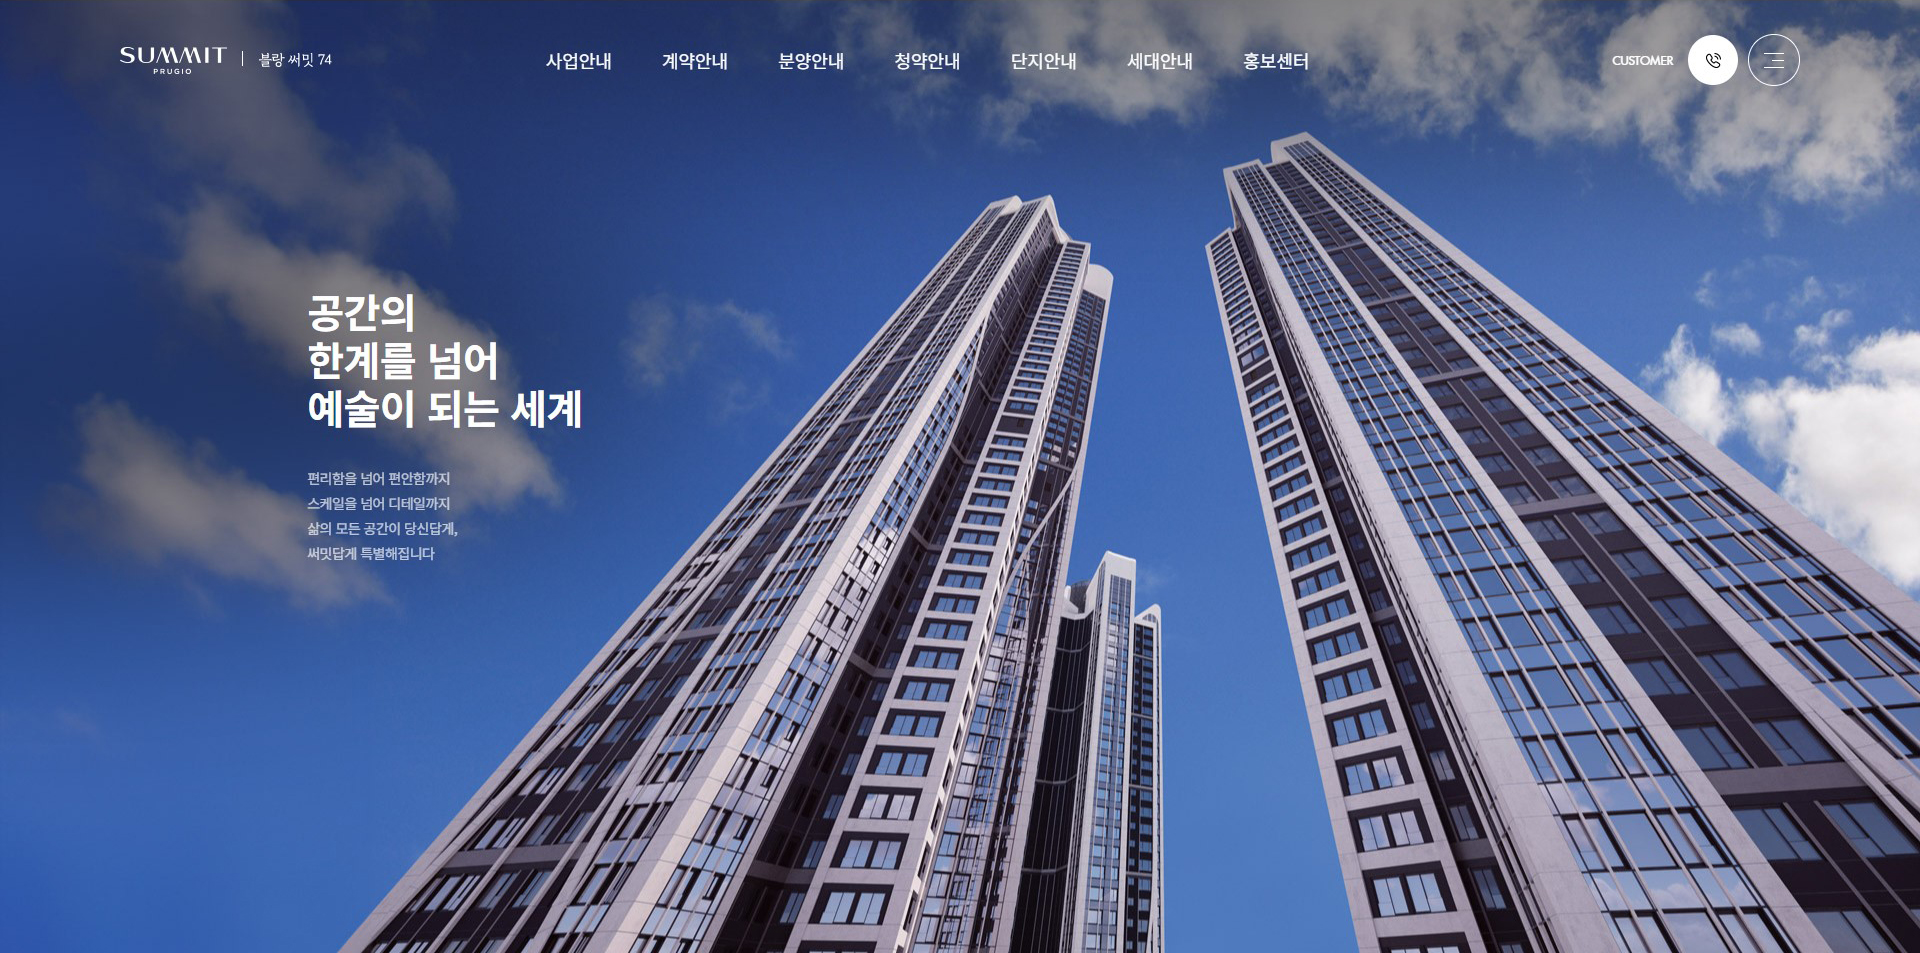 SUMMIT
PRUGIO
블랑 써밋 74
사업안내
계약안내
분양안내
청약안내
단지안내
세대안내
홍보센터
CUSTOMER
공간의
한계를 넘어
예술이 되는 세계
편리함을 넘어 편안함까지
스케일을 넘어 디테일까지
삶의 모든 공간이 당신답게,
써밋답게 특별해집니다